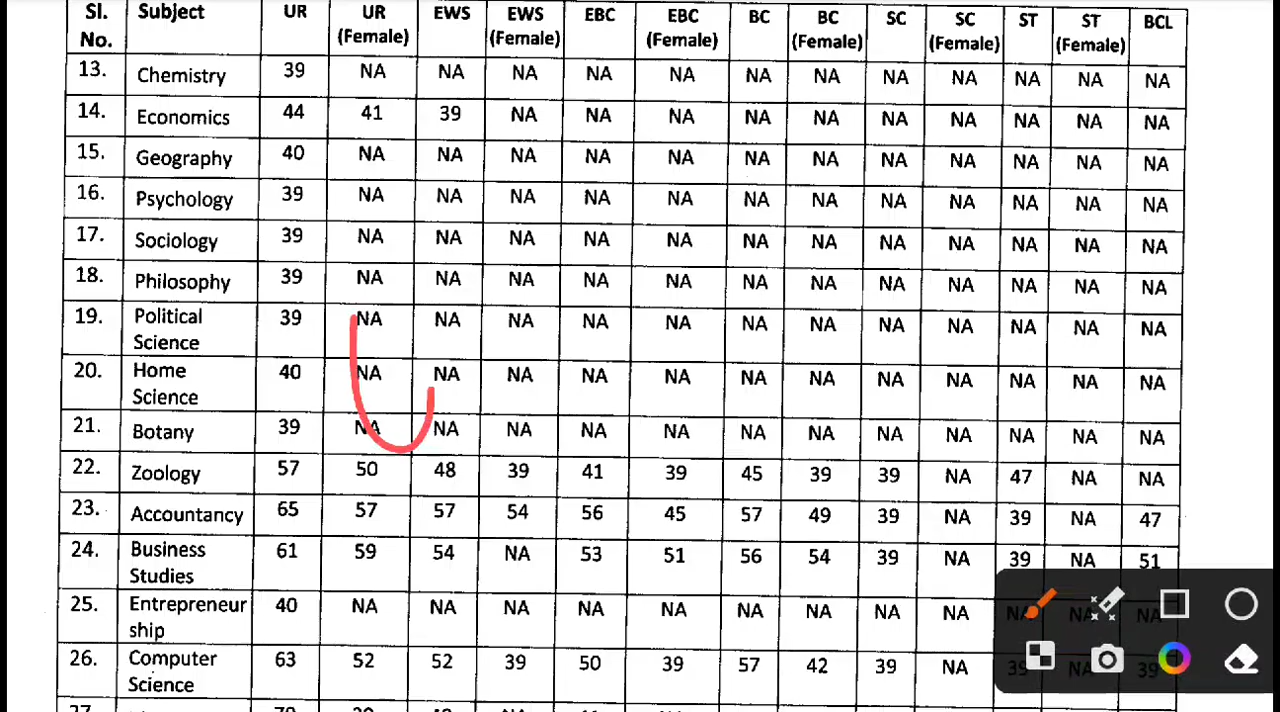 Sl. No. Subject UR UR (Female) EWS EWS (Female) EBC EBC (Female) BC BC (Female) SC SC (Female) ST ST (Female) BCL
13. Chemistry 39 NA NA NA NA NA NA NA NA NA NA NA NA
14. Economics 44 41 39 NA NA NA NA NA NA NA NA NA NA
15. Geography 40 NA NA NA NA NA NA NA NA NA NA NA NA
16. Psychology 39 NA NA NA NA NA NA NA NA NA NA NA NA
17. Sociology 39 NA NA NA NA NA NA NA NA NA NA NA NA
18. Philosophy 39 NA NA NA NA NA NA NA NA NA NA NA NA
19. Political Science 39 NA NA NA NA NA NA NA NA NA NA NA NA
20. Home Science 40 NA NA NA NA NA NA NA NA NA NA NA NA
21. Botany 39 NA NA NA NA NA NA NA NA NA NA NA NA
22. Zoology 57 50 48 39 41 39 45 39 39 NA 47 NA NA
23. Accountancy 65 57 57 54 56 45 57 49 39 NA 39 NA 47
24. Business Studies 61 59 54 NA 53 51 56 54 39 NA 39 NA 51
25. Entrepreneur ship 40 NA NA NA NA NA NA NA NA NA NA NA NA
26. Computer Science 63 52 52 39 50 39 57 42 39 NA 39 NA 39